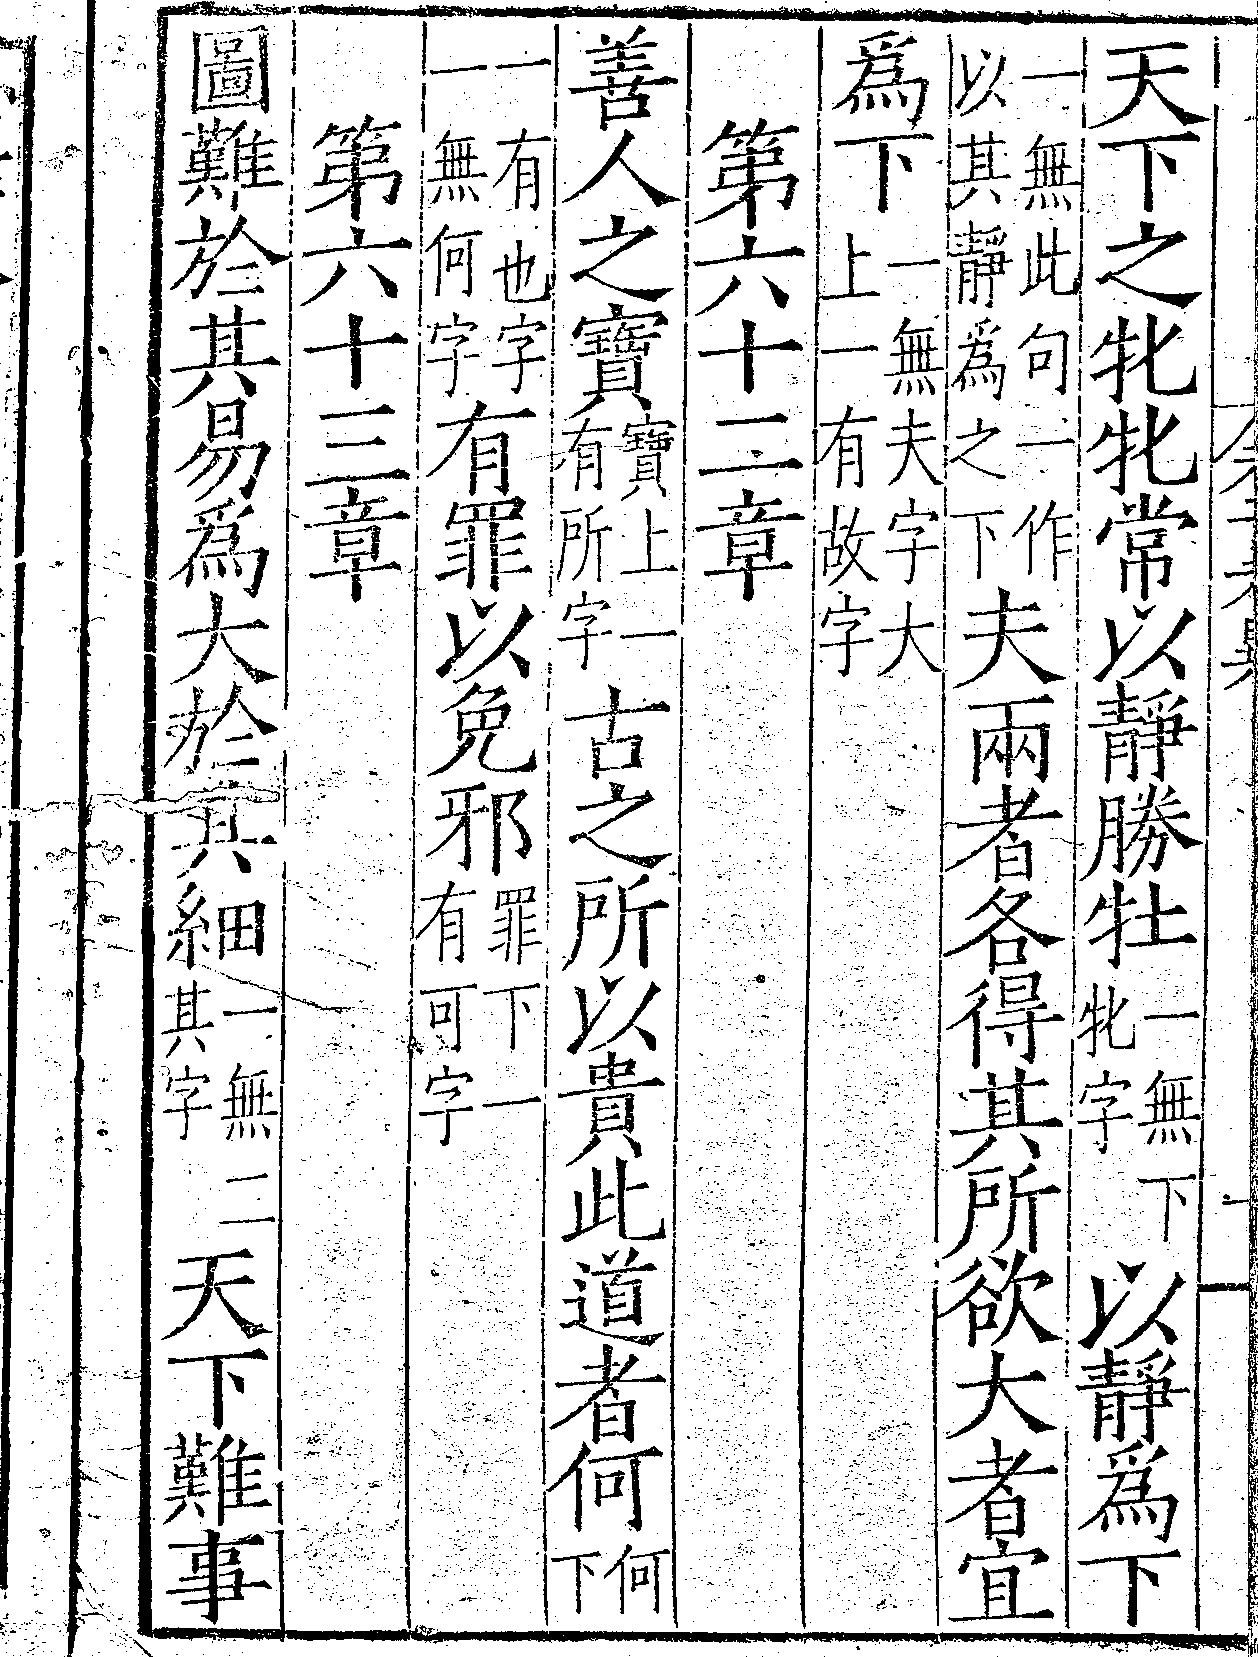 天下之牝牝常以靜勝牡一無下牝字以靜爲下
一無此句一作以其靜爲之下夫兩者各得其所欲大者宜
爲下一無夫字大上一有故字
第六十二章
善人之寶寶上一有所字古之所以貴此道者何何下
一有也字一無何字有罪以免邪罪下一有可字
第六十三章
圖難於其易爲大於其細一無二其字天下難事